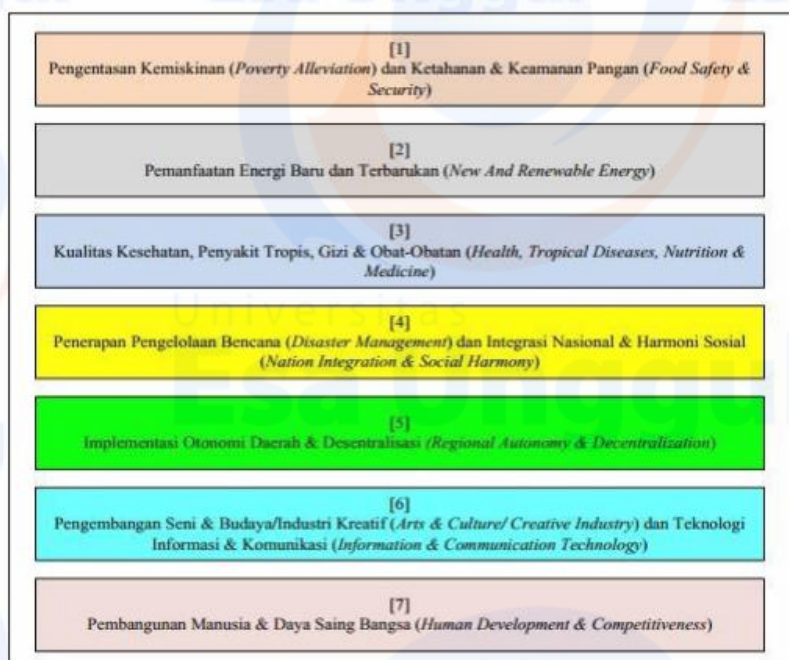 [1]
Pengentasan Kemiskinan (Poverty Alleviation) dan Ketahanan & Keamanan Pangan (Food Safety &
Security)
[2]
Pemanfaatan Energi Baru dan Terbarukan (New And Renewable Energy)
[3]
Kualitas Kesehatan, Penyakit Tropis, Gizi & Obat-Obatan (Health, Tropical Diseases, Nutrition &
Medicine)
Universitas
[4]
Penerapan Pengelolaan Bencana (Disaster Management) dan Integrasi Nasional & Harmoni Sosial
(Nation Integration & Social Harmony)
Esa Unggul
[5]
Implementasi Otonomi Daerah & Desentralisasi (Regional Autonomy & Decentralization)
[6]
Pengembangan Seni & Budaya/Industri Kreatif (Arts & Culture/ Creative Industry) dan Teknologi
Informasi & Komunikasi (Information & Communication Technology)
[7]
Pembangunan Manusia & Daya Saing Bangsa (Human Development & Competitiveness)